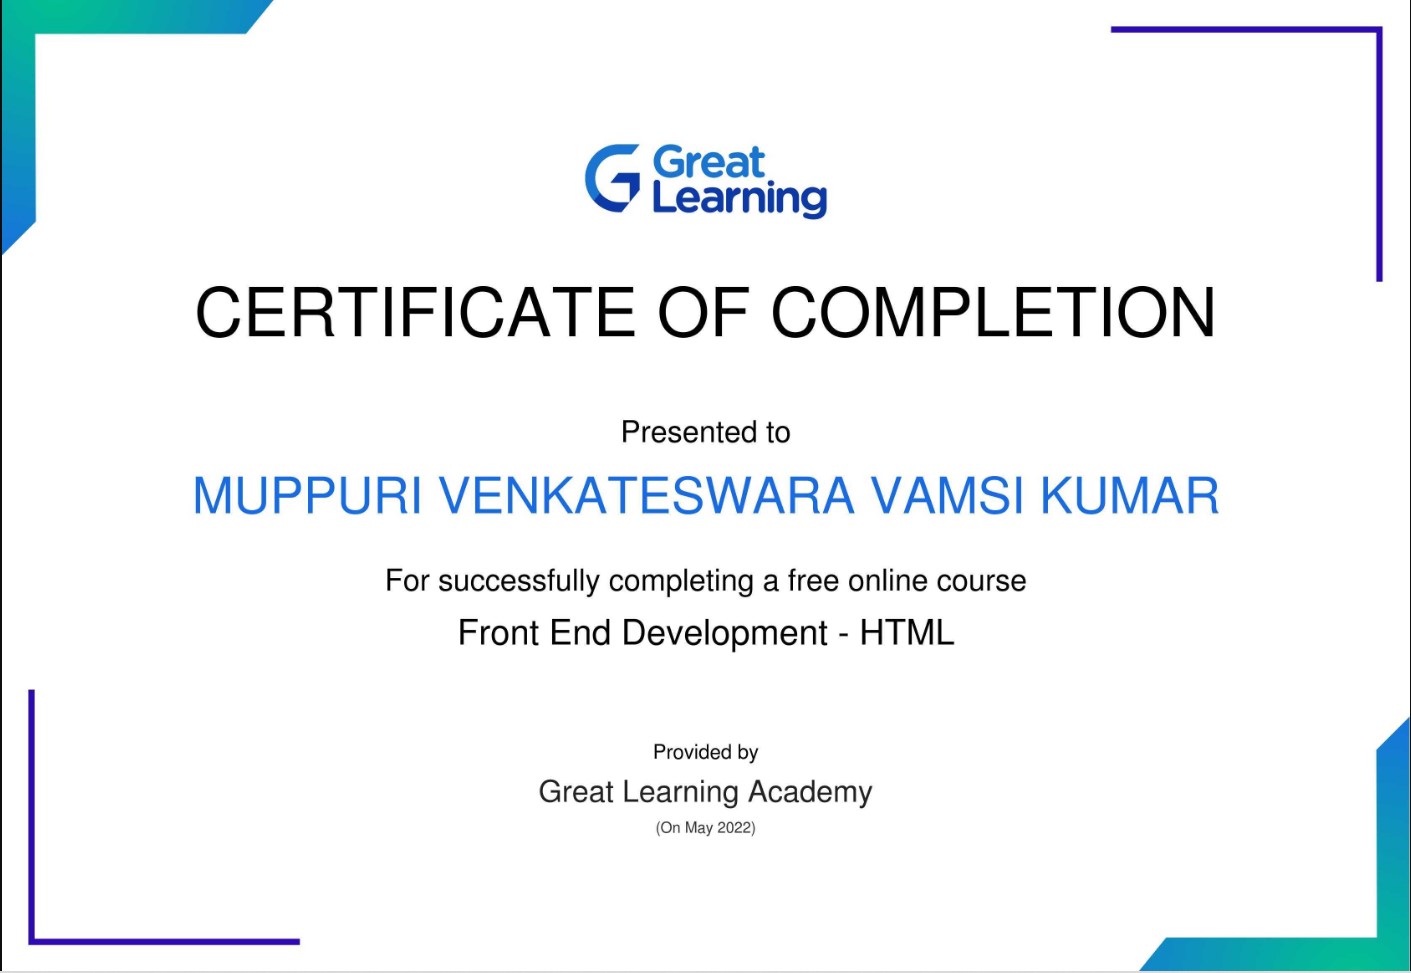 Great
Learning
CERTIFICATE OF COMPLETION
Presented to
MUPPURI VENKATESWARA VAMSI KUMAR
For successfully completing a free online course
Front End Development - HTML
Provided by
Great Learning Academy
(On May 2022)